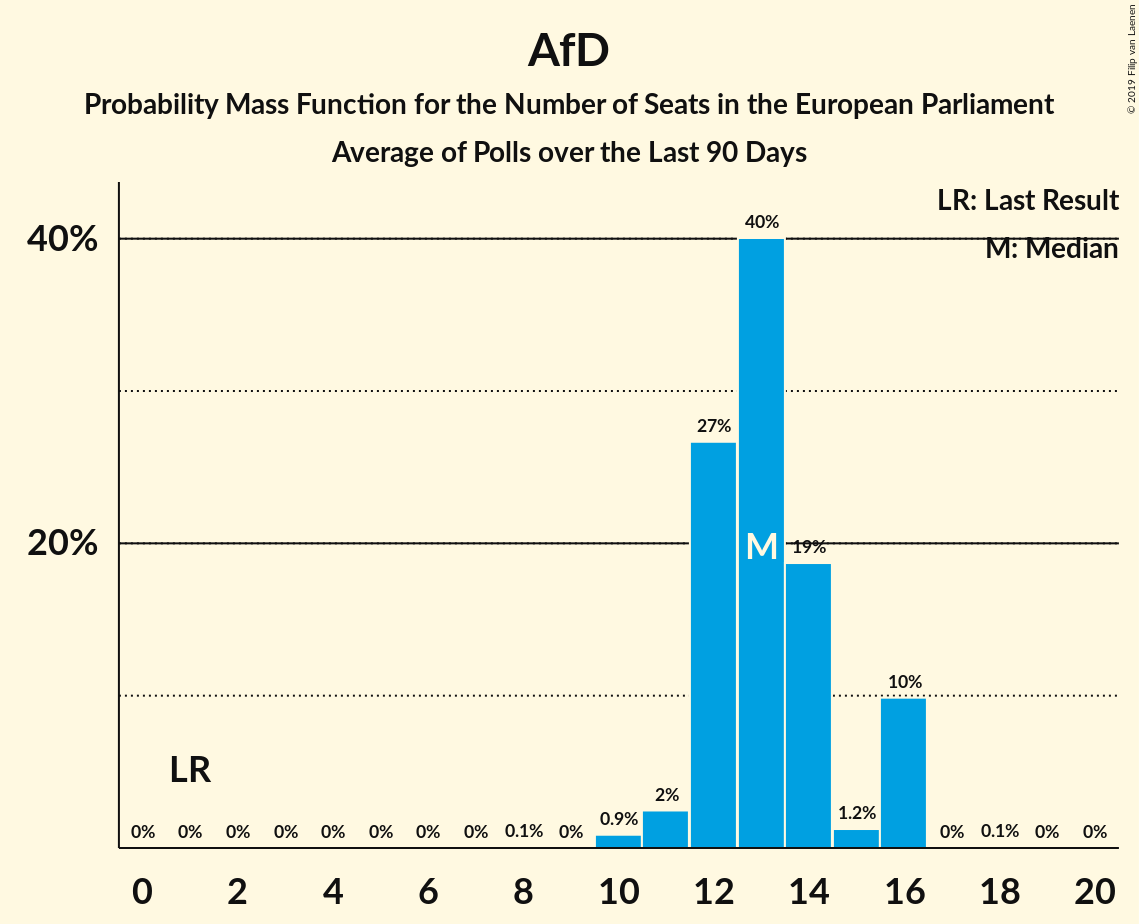 AfD
Probability Mass Function for the Number of Seats in the European Parliament
Average of Polls over the Last 90 Days
© 2019 Filip van Laenen
LR: Last Result
M: Median
40%
20%
40%
27%
M
19%
10%
LR
0% 0% 0% 0% 0% 0% 0% 0% 0.1% 0% 0.9% 2% 1.2% 0% 0.1% 0% 0%
0 2 4 6 8 10 12 14 16 18 20